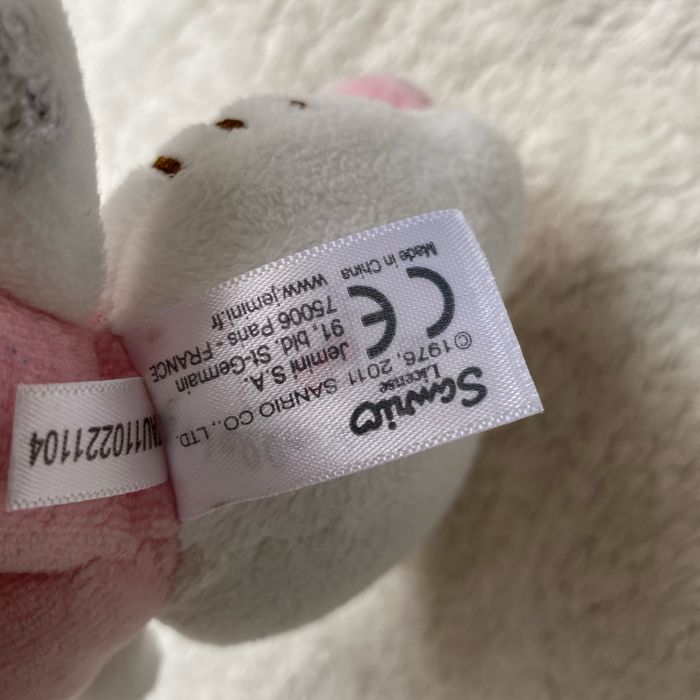 Sanrio
License
©1976, 2011 SANRIO CO., LTD.
Jemini S.A.
91, bld. St-Germain
75006 Paris - FRANCE
www.jemini.fr
CE
Made in China
AU110221104